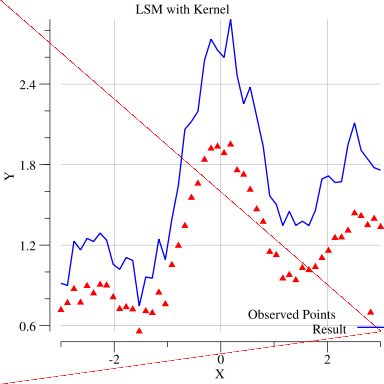 LSM with Kernel
2.4
1.8
1.2
0.6
Y
Observed Points
Result
-2
0
2
X